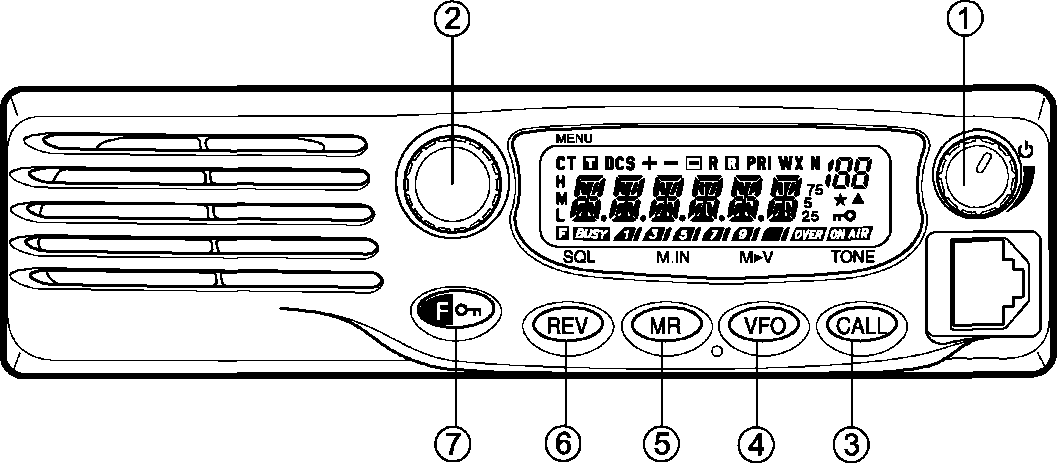 ② ①
MENU
CT T DCS + − − R R PRI WX N 188
H
M
L
75
5
25
F BUSY 1 3 5 7 9 OVER ON AIR
SQL M.IN M▶V TONE
F
REV MR VFO CALL
⑦ ⑥ ⑤ ④ ③